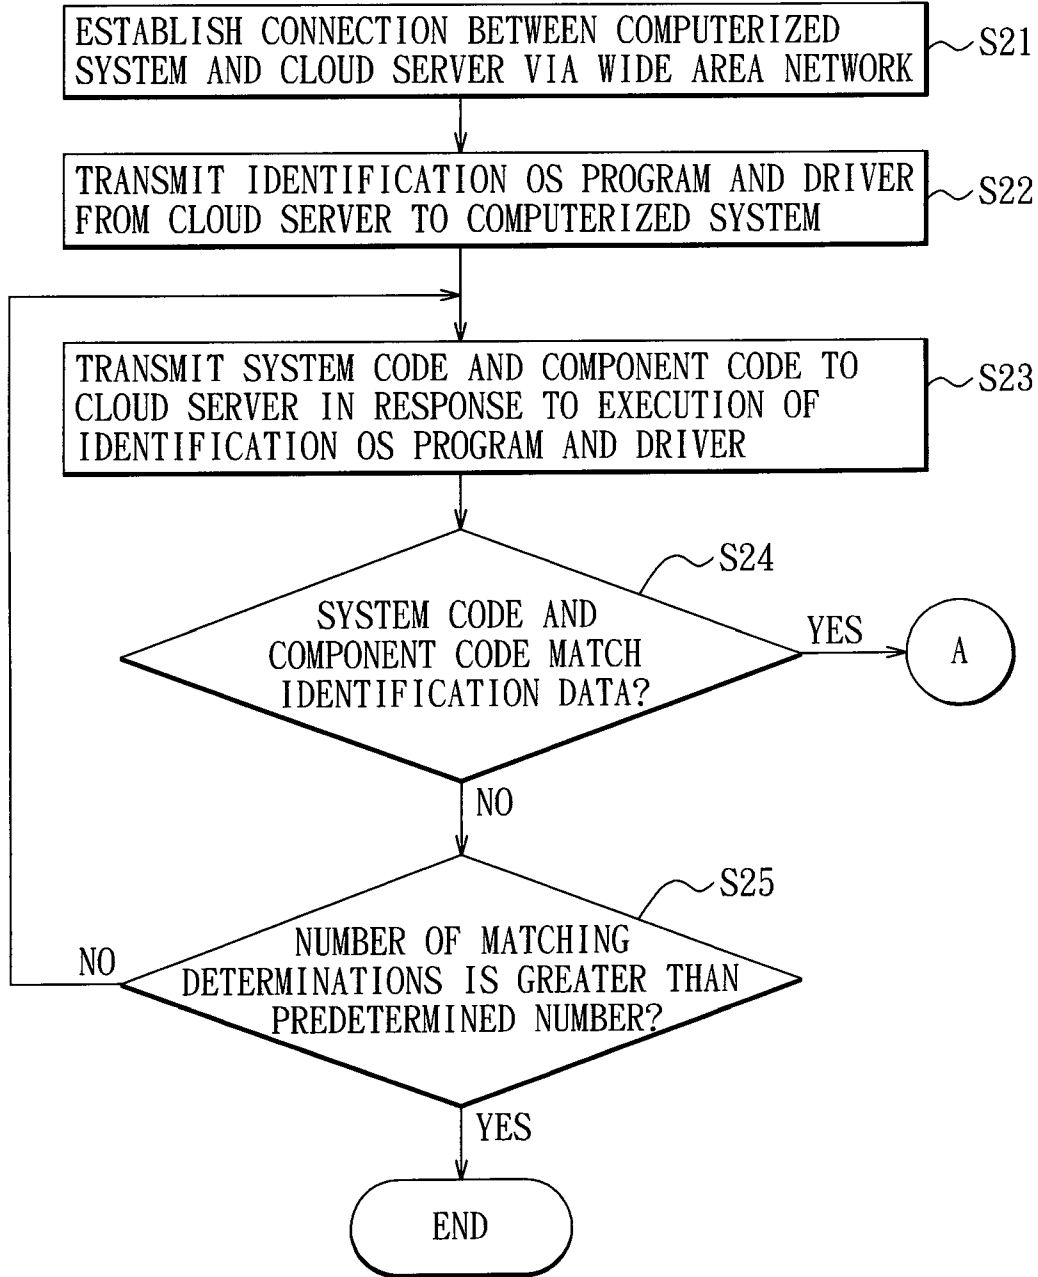 ESTABLISH CONNECTION BETWEEN COMPUTERIZED
SYSTEM AND CLOUD SERVER VIA WIDE AREA NETWORK
S21
TRANSMIT IDENTIFICATION OS PROGRAM AND DRIVER
FROM CLOUD SERVER TO COMPUTERIZED SYSTEM
S22
TRANSMIT SYSTEM CODE AND COMPONENT CODE TO
CLOUD SERVER IN RESPONSE TO EXECUTION OF
IDENTIFICATION OS PROGRAM AND DRIVER
S23
S24
SYSTEM CODE AND
COMPONENT CODE MATCH
IDENTIFICATION DATA?
YES
A
NO
S25
NUMBER OF MATCHING
DETERMINATIONS IS GREATER THAN
PREDETERMINED NUMBER?
NO
YES
END